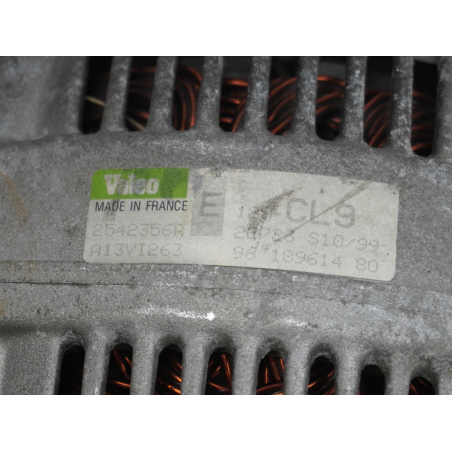 Valeo
MADE IN FRANCE
E
CL9
2542356A
S10/99
A13VI263
96 189614 80